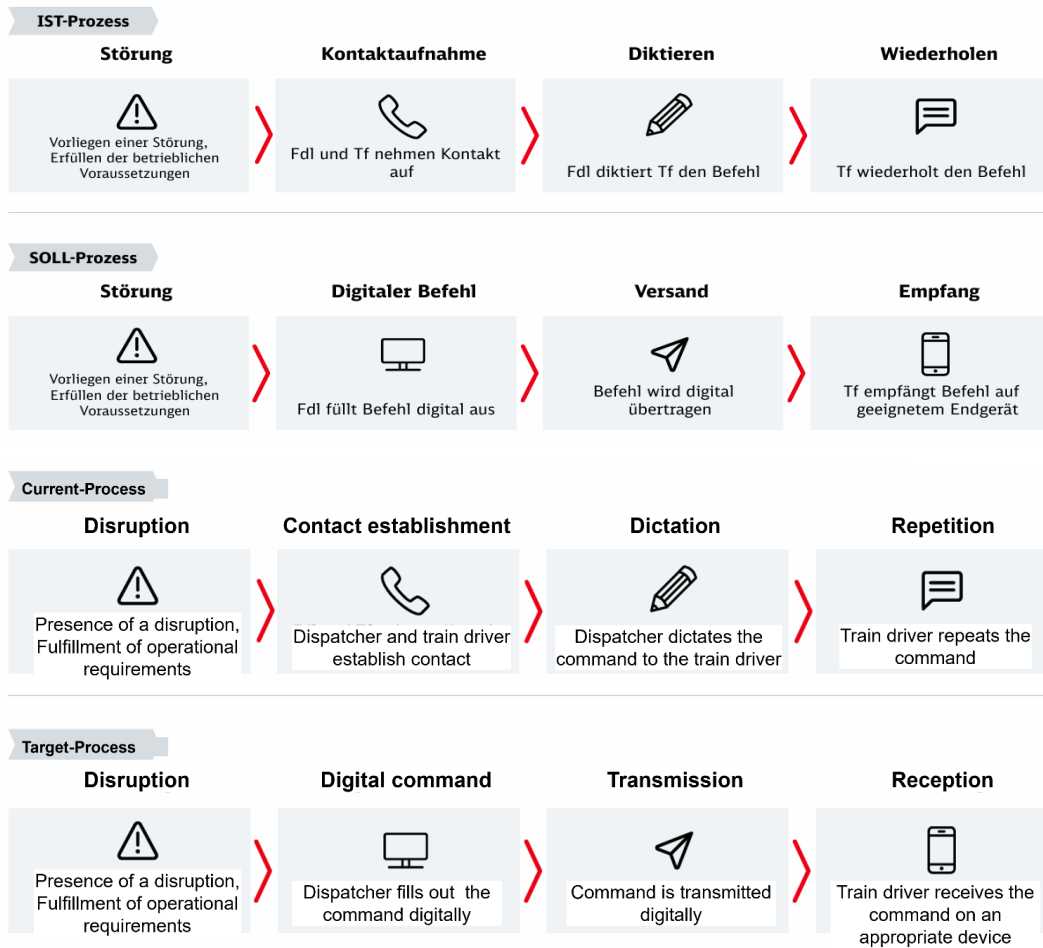 IST-Prozess
Störung
Kontaktaufnahme
Diktieren
Wiederholen
Vorliegen einer Störung,
Erfüllen der betrieblichen
Voraussetzungen
Fdl und Tf nehmen Kontakt
auf
Fdl diktiert Tf den Befehl
Tf wiederholt den Befehl
SOLL-Prozess
Störung
Digitaler Befehl
Versand
Empfang
Vorliegen einer Störung,
Erfüllen der betrieblichen
Voraussetzungen
Fdl füllt Befehl digital aus
Befehl wird digital
übertragen
Tf empfängt Befehl auf
geeignetem Endgerät
Current-Process
Disruption
Contact establishment
Dictation
Repetition
Presence of a disruption,
Fulfillment of operational
requirements
Dispatcher and train driver
establish contact
Dispatcher dictates the
command to the train driver
Train driver repeats the
command
Target-Process
Disruption
Digital command
Transmission
Reception
Presence of a disruption,
Fulfillment of operational
requirements
Dispatcher fills out the
command digitally
Command is transmitted
digitally
Train driver receives the
command on an
appropriate device